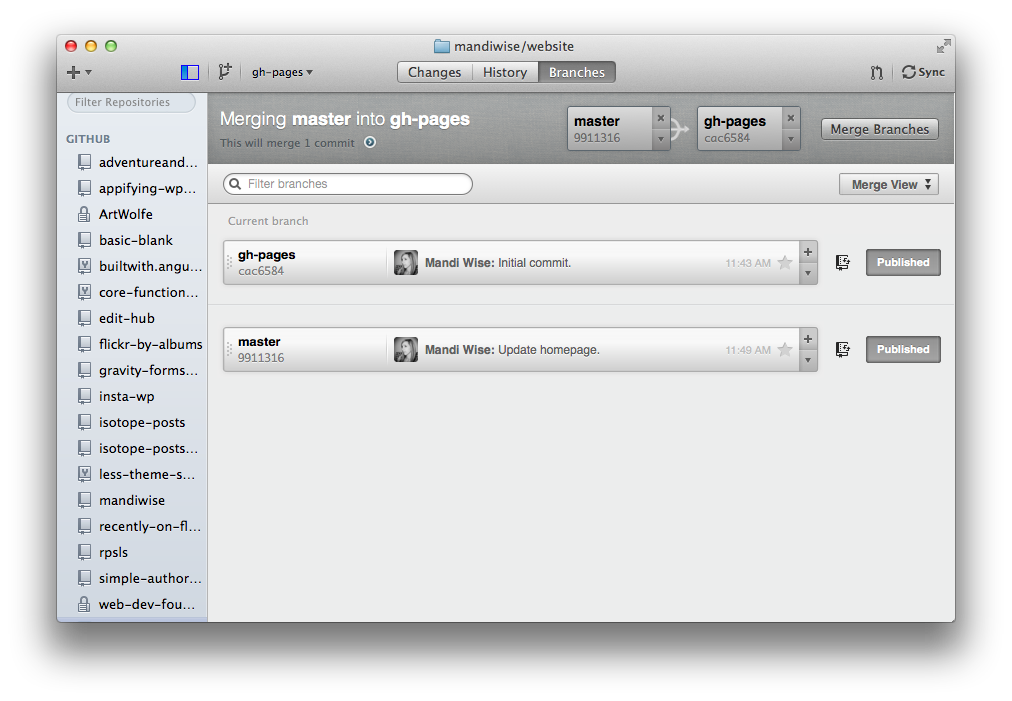 mandiwise/website
gh-pages
Changes
History
Branches
Sync
Filter Repositories
GITHUB
adventureand...
appifying-wp...
ArtWolfe
basic-blank
builtwith.angu...
core-function...
edit-hub
flickr-by-albums
gravity-forms...
insta-wp
isotope-posts
isotope-posts...
less-theme-s...
mandiwise
recently-on-fl...
rpsls
simple-author...
web-dev-fou...
Merging master into gh-pages
This will merge 1 commit
master
9911316
gh-pages
cac6584
Merge Branches
Filter branches
Merge View
Current branch
gh-pages
cac6584
Mandi Wise: Initial commit.
11:43 AM
Published
master
9911316
Mandi Wise: Update homepage.
11:49 AM
Published